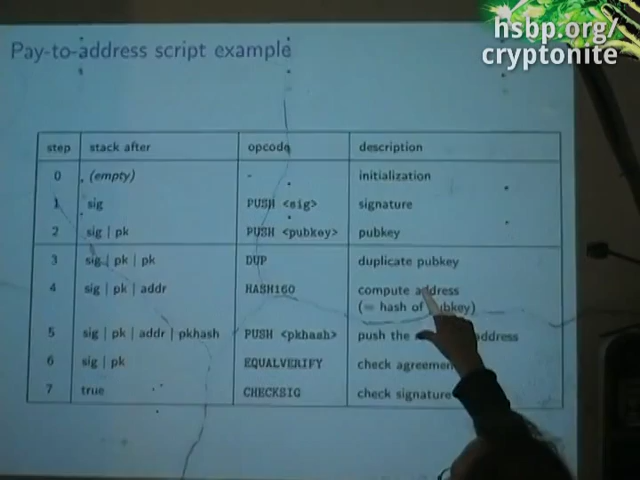 hsbp.org/
cryptonite
Pay-to-address script example
step stack after opcode description
0 (empty) - initialization
1 sig PUSH <sig> signature
2 sig | pk PUSH <pubkey> pubkey
3 sig | pk | pk DUP duplicate pubkey
4 sig | pk | addr HASH160 compute address
(= hash of pubkey)
5 sig | pk | addr | pkhash PUSH <pkhash> push the address
6 sig | pk EQUALVERIFY check
7 true CHECKSIG check signature